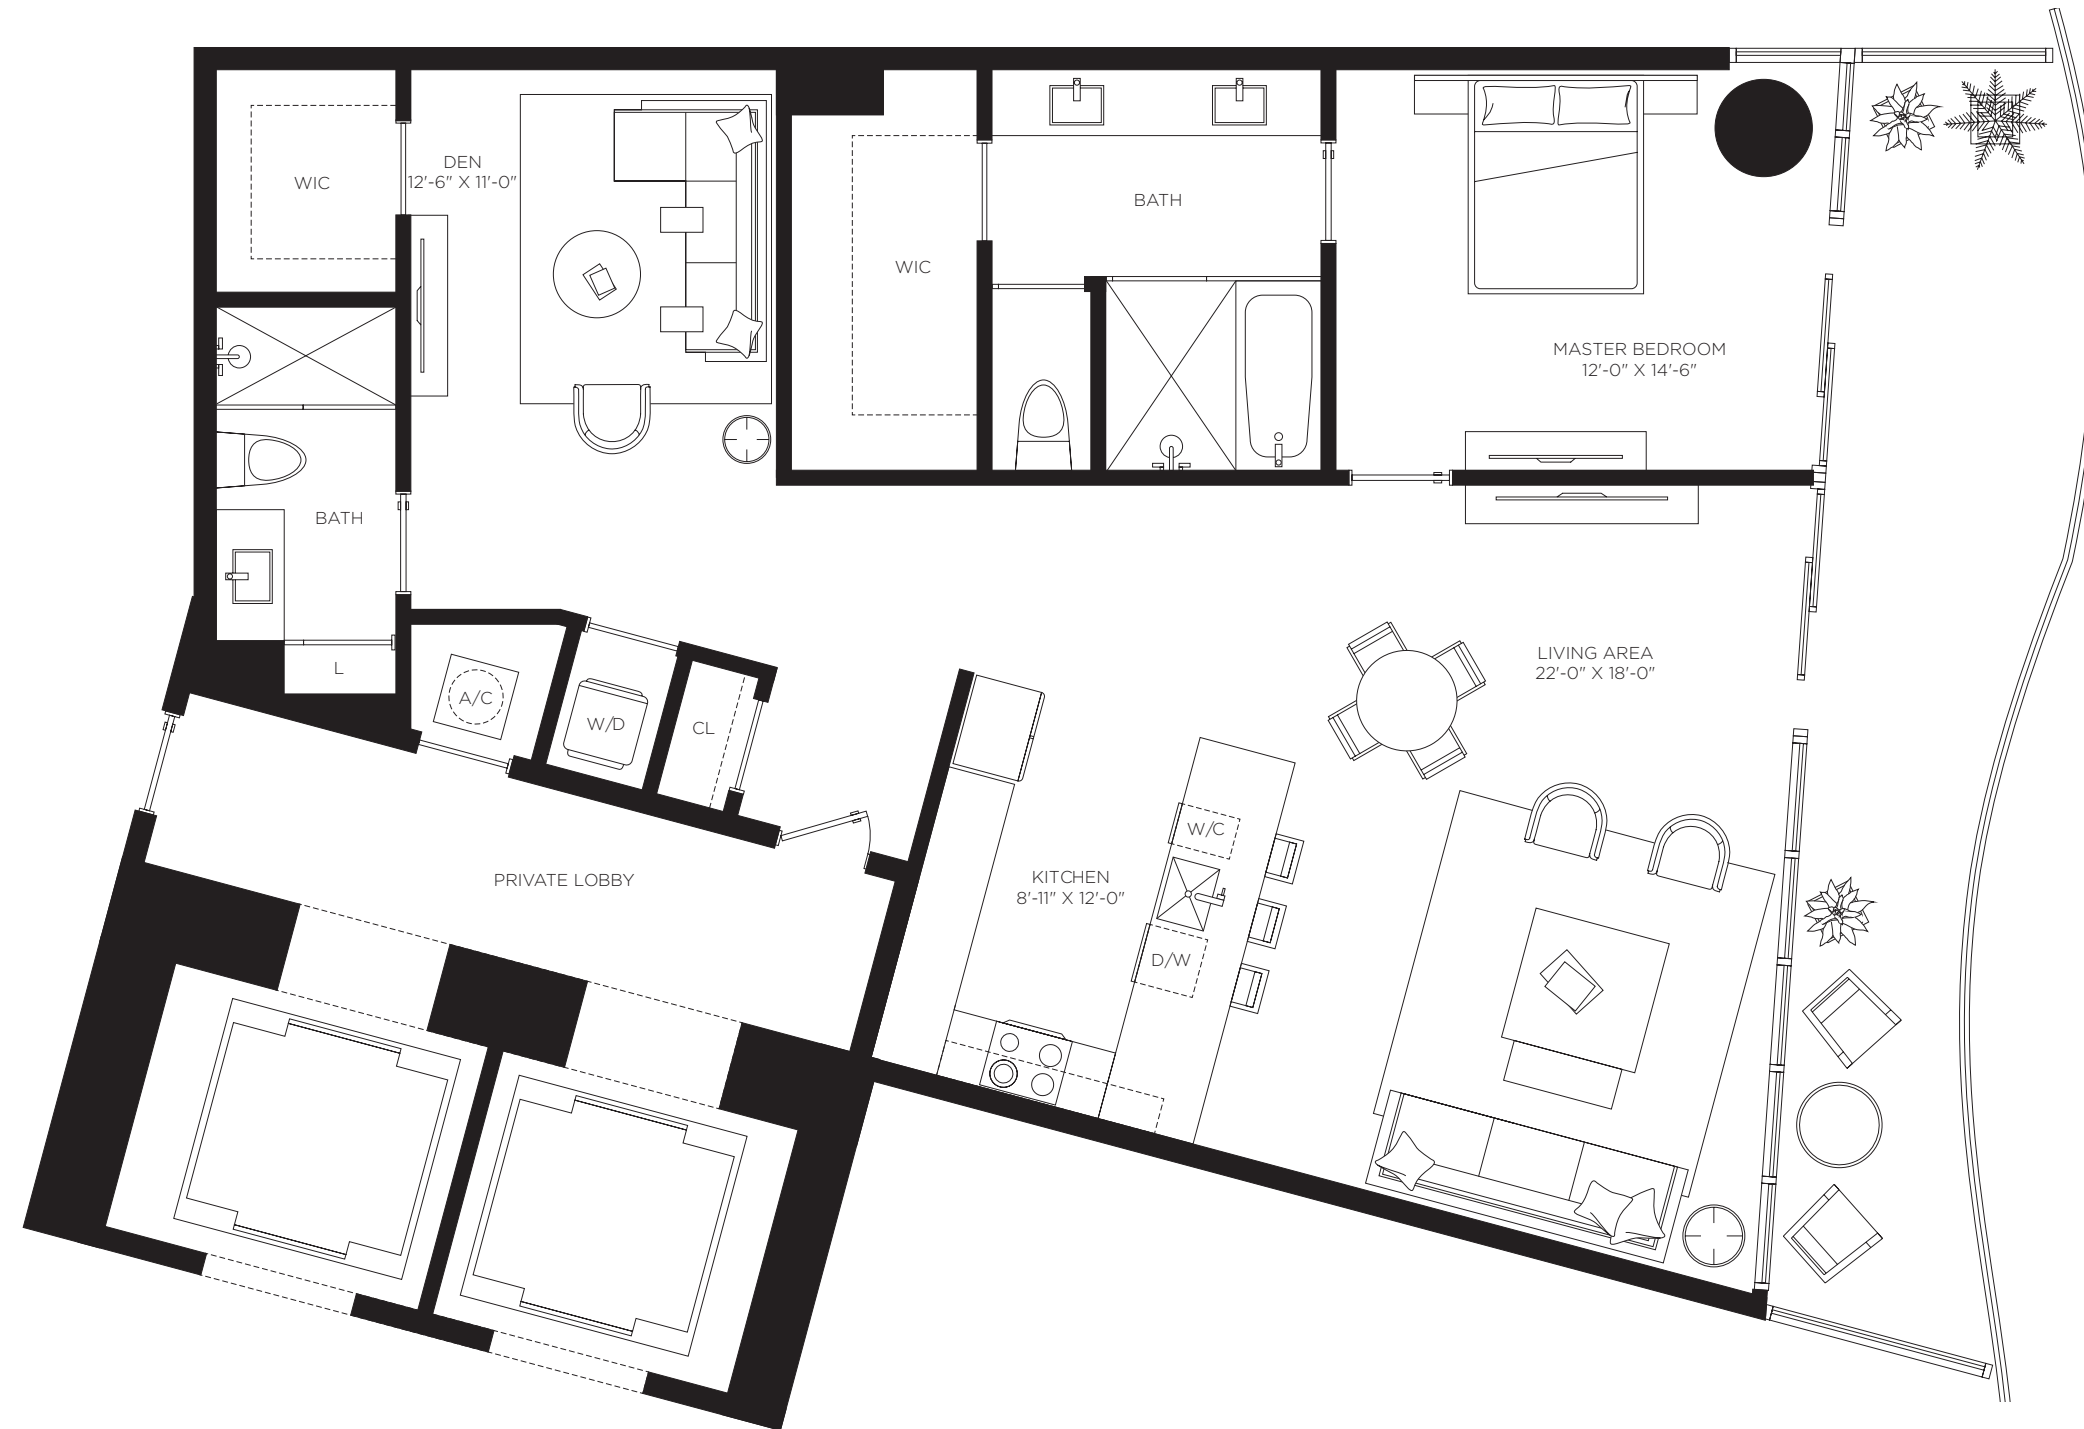 DEN
12'-6" X 11'-0"
WIC
BATH
WIC
MASTER BEDROOM
12'-0" X 14'-6"
BATH
L
A/C
W/D
CL
LIVING AREA
22'-0" X 18'-0"
W/C
KITCHEN
8'-11" X 12'-0"
D/W
PRIVATE LOBBY